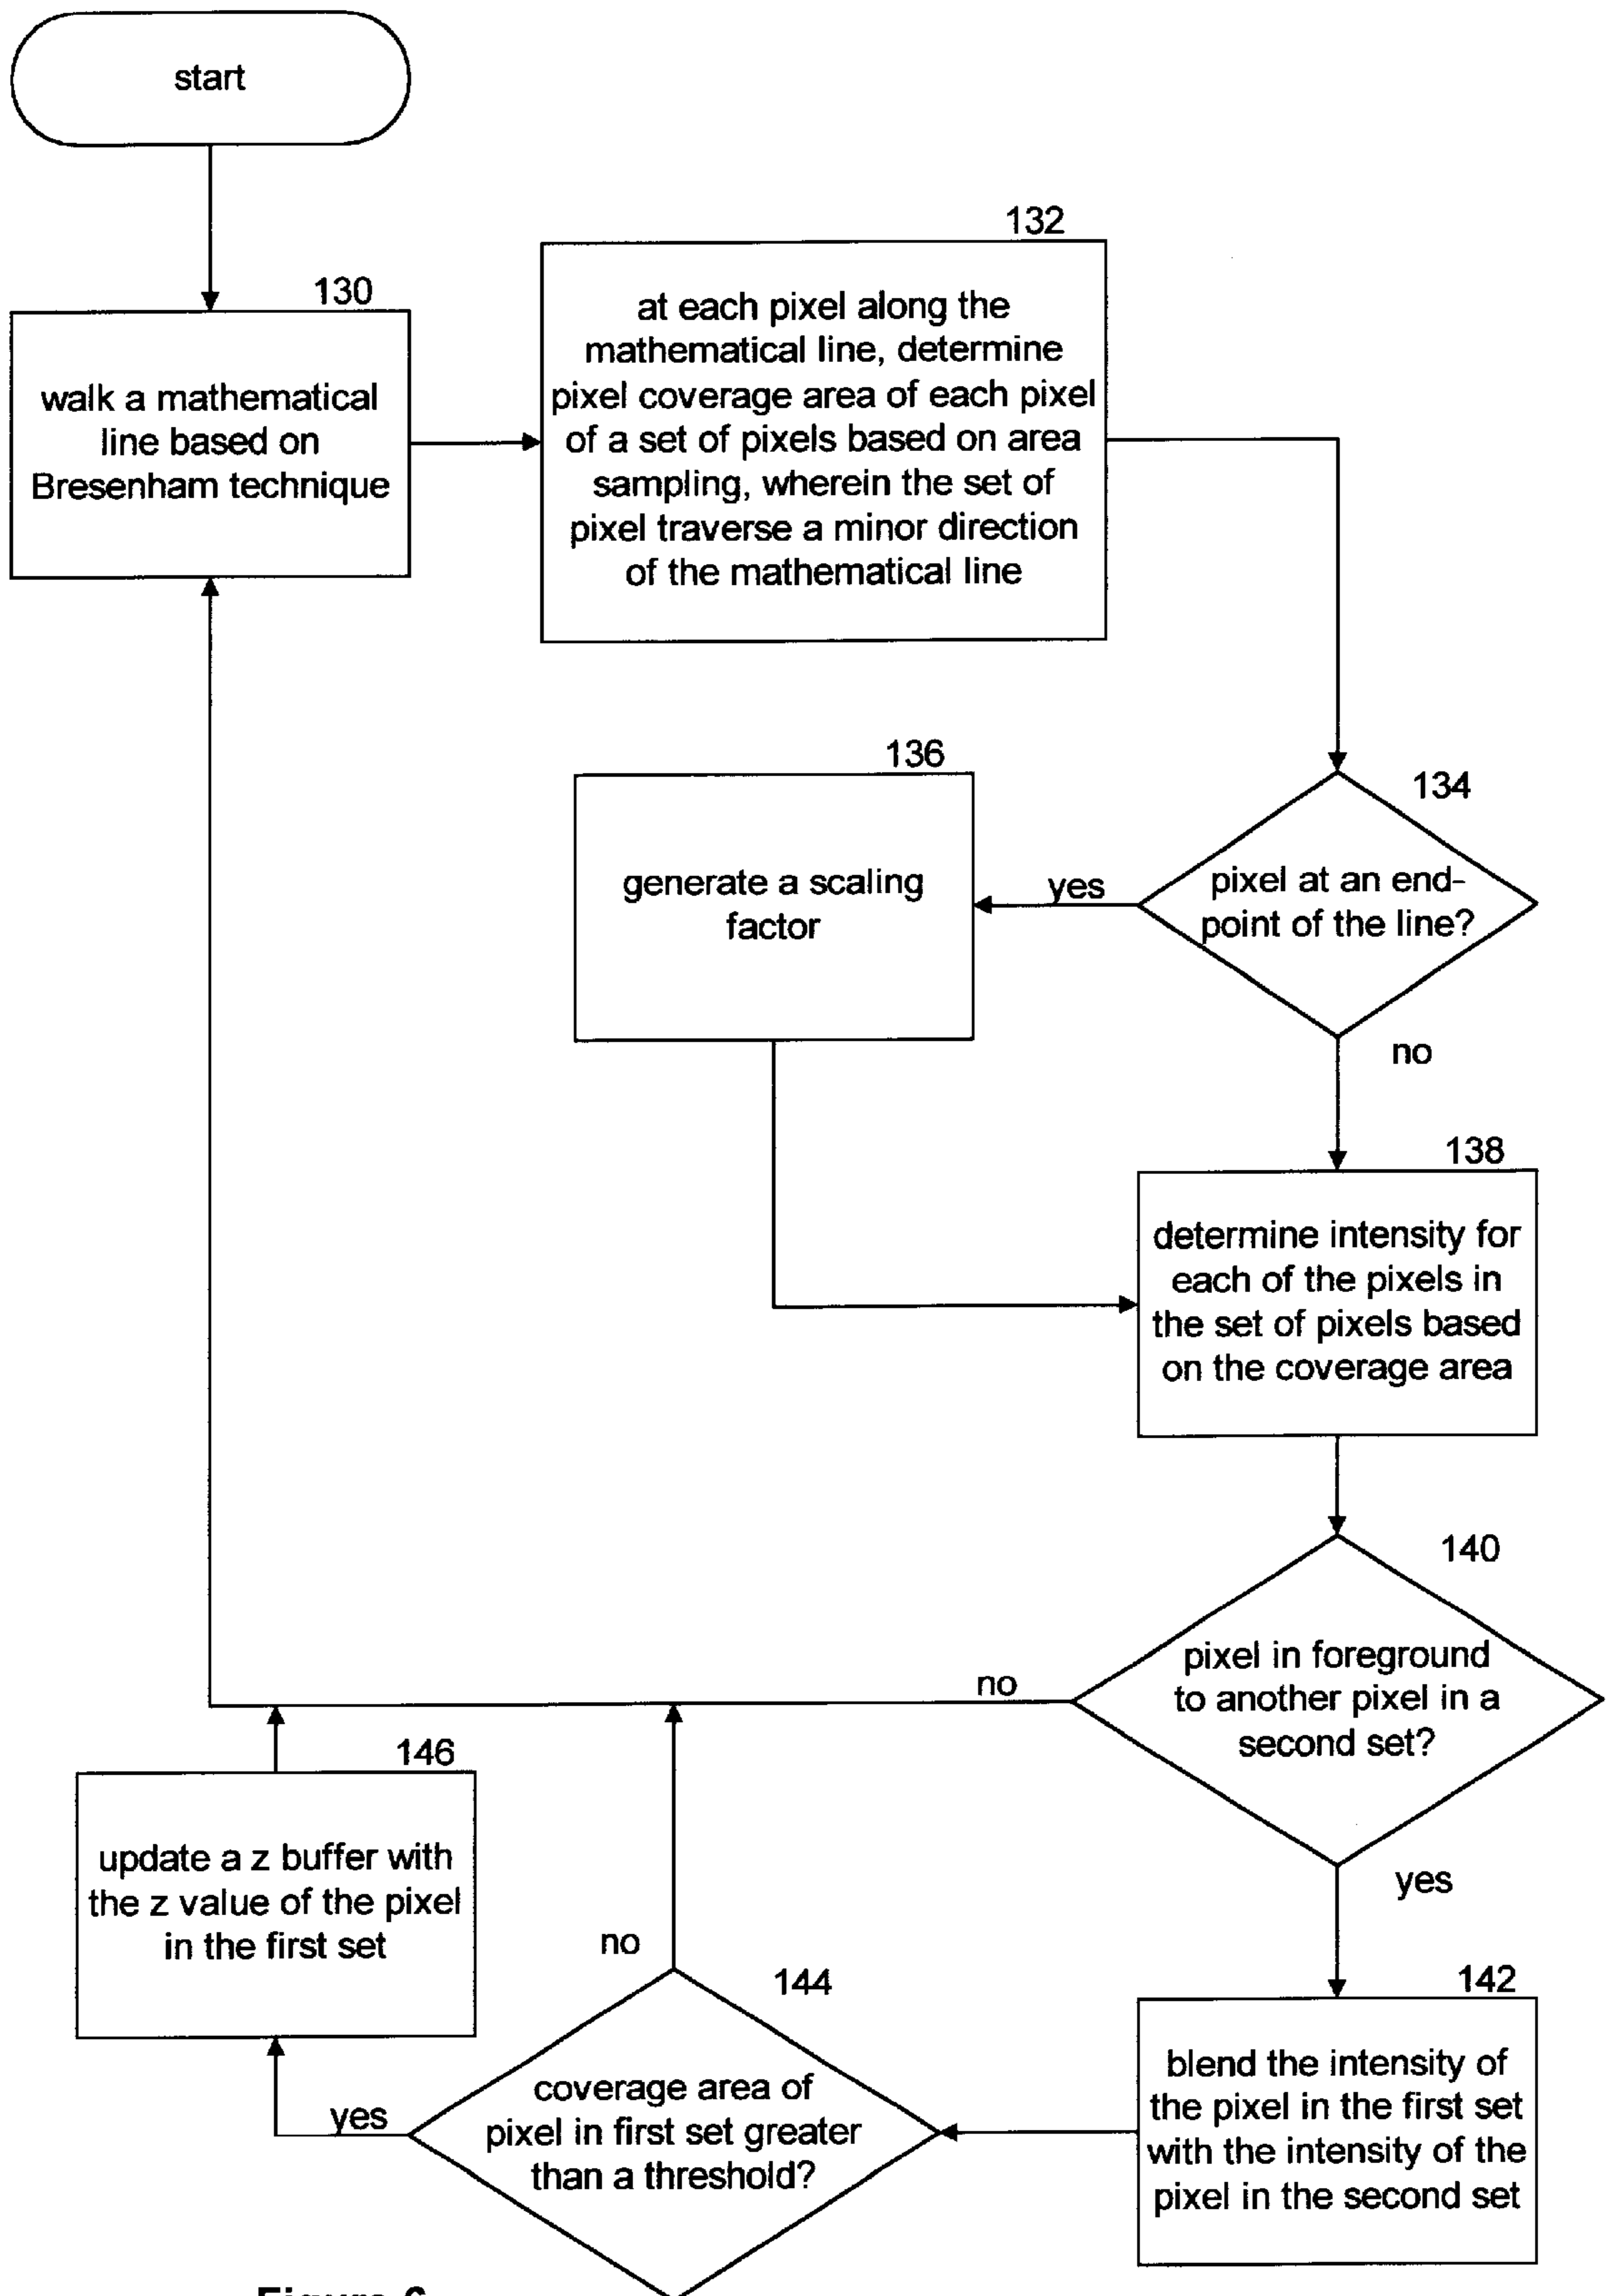 start
130
walk a mathematical
line based on
Bresenham technique
132
at each pixel along the
mathematical line, determine
pixel coverage area of each pixel
of a set of pixels based on area
sampling, wherein the set of
pixel traverse a minor direction
of the mathematical line
134
pixel at an end-
point of the line?
yes
no
136
generate a scaling
factor
138
determine intensity for
each of the pixels in
the set of pixels based
on the coverage area
140
pixel in foreground
to another pixel in a
second set?
no
yes
142
blend the intensity of
the pixel in the first set
with the intensity of the
pixel in the second set
144
coverage area of
pixel in first set greater
than a threshold?
no
yes
146
update a z buffer with
the z value of the pixel
in the first set
Figure 6